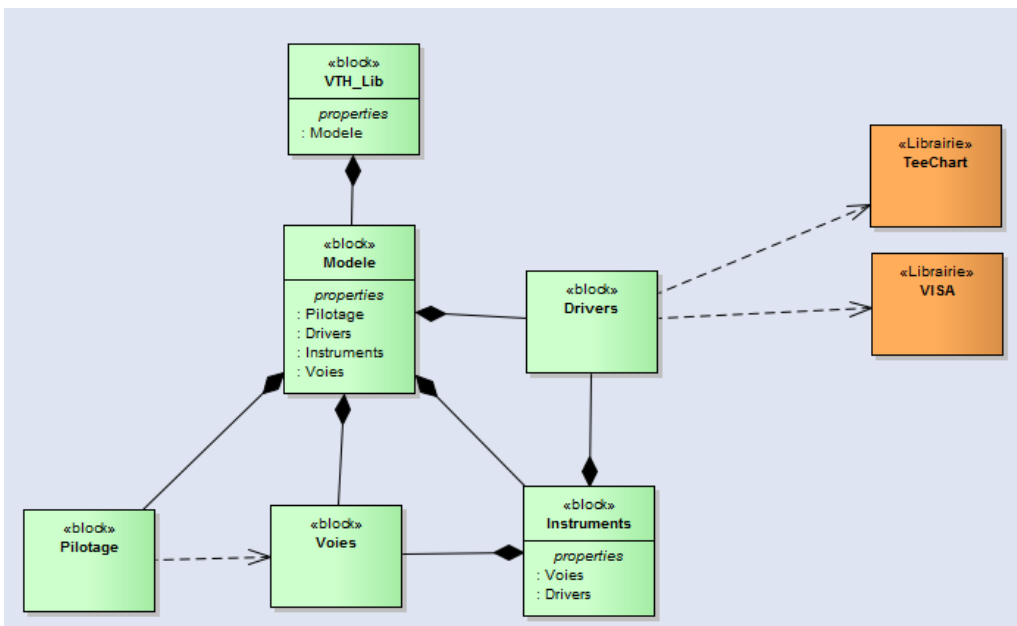 «block»
VTH_Lib
properties
: Modele
«block»
Modele
properties
: Pilotage
: Drivers
: Instruments
: Voies
«block»
Drivers
«Librairie»
TeeChart
«Librairie»
VISA
«block»
Pilotage
«block»
Voies
«block»
Instruments
properties
: Voies
: Drivers